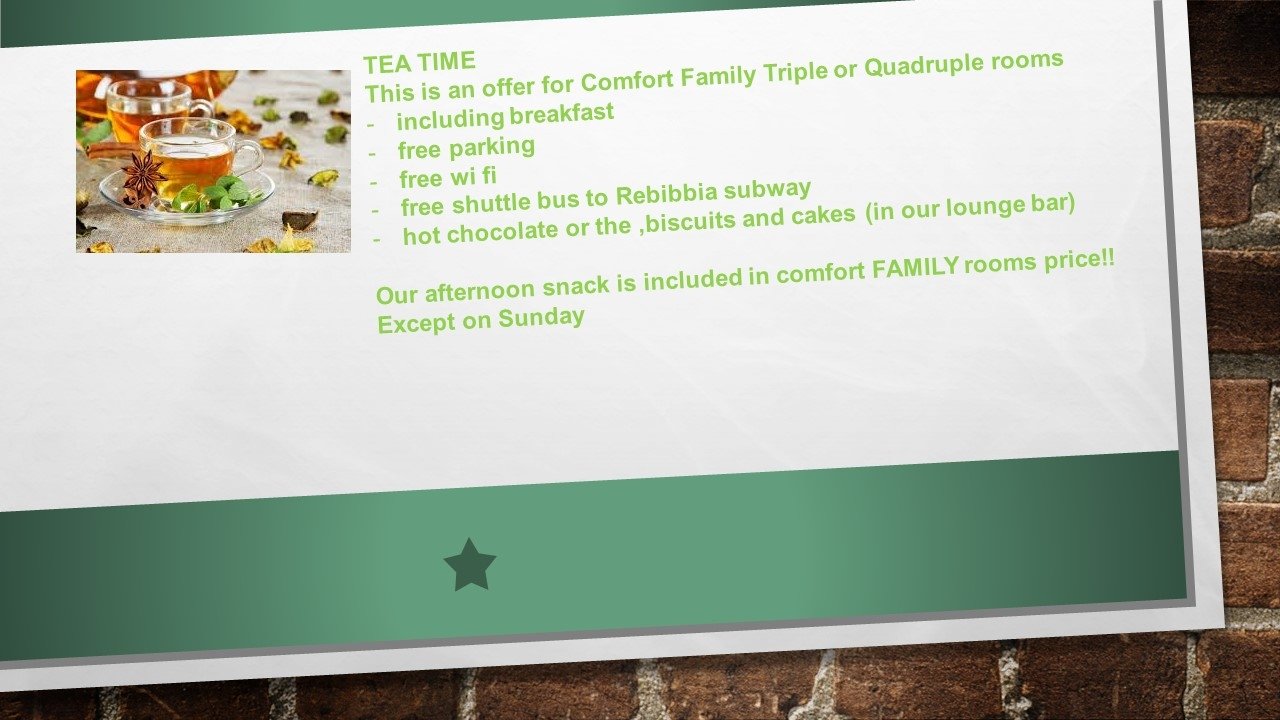 TEA TIME
This is an offer for Comfort Family Triple or Quadruple rooms
- including breakfast
- free parking
- free wi fi
- free shuttle bus to Rebibbia subway
- hot chocolate or the ,biscuits and cakes (in our lounge bar)
Our afternoon snack is included in comfort FAMILY rooms price!!
Except on Sunday